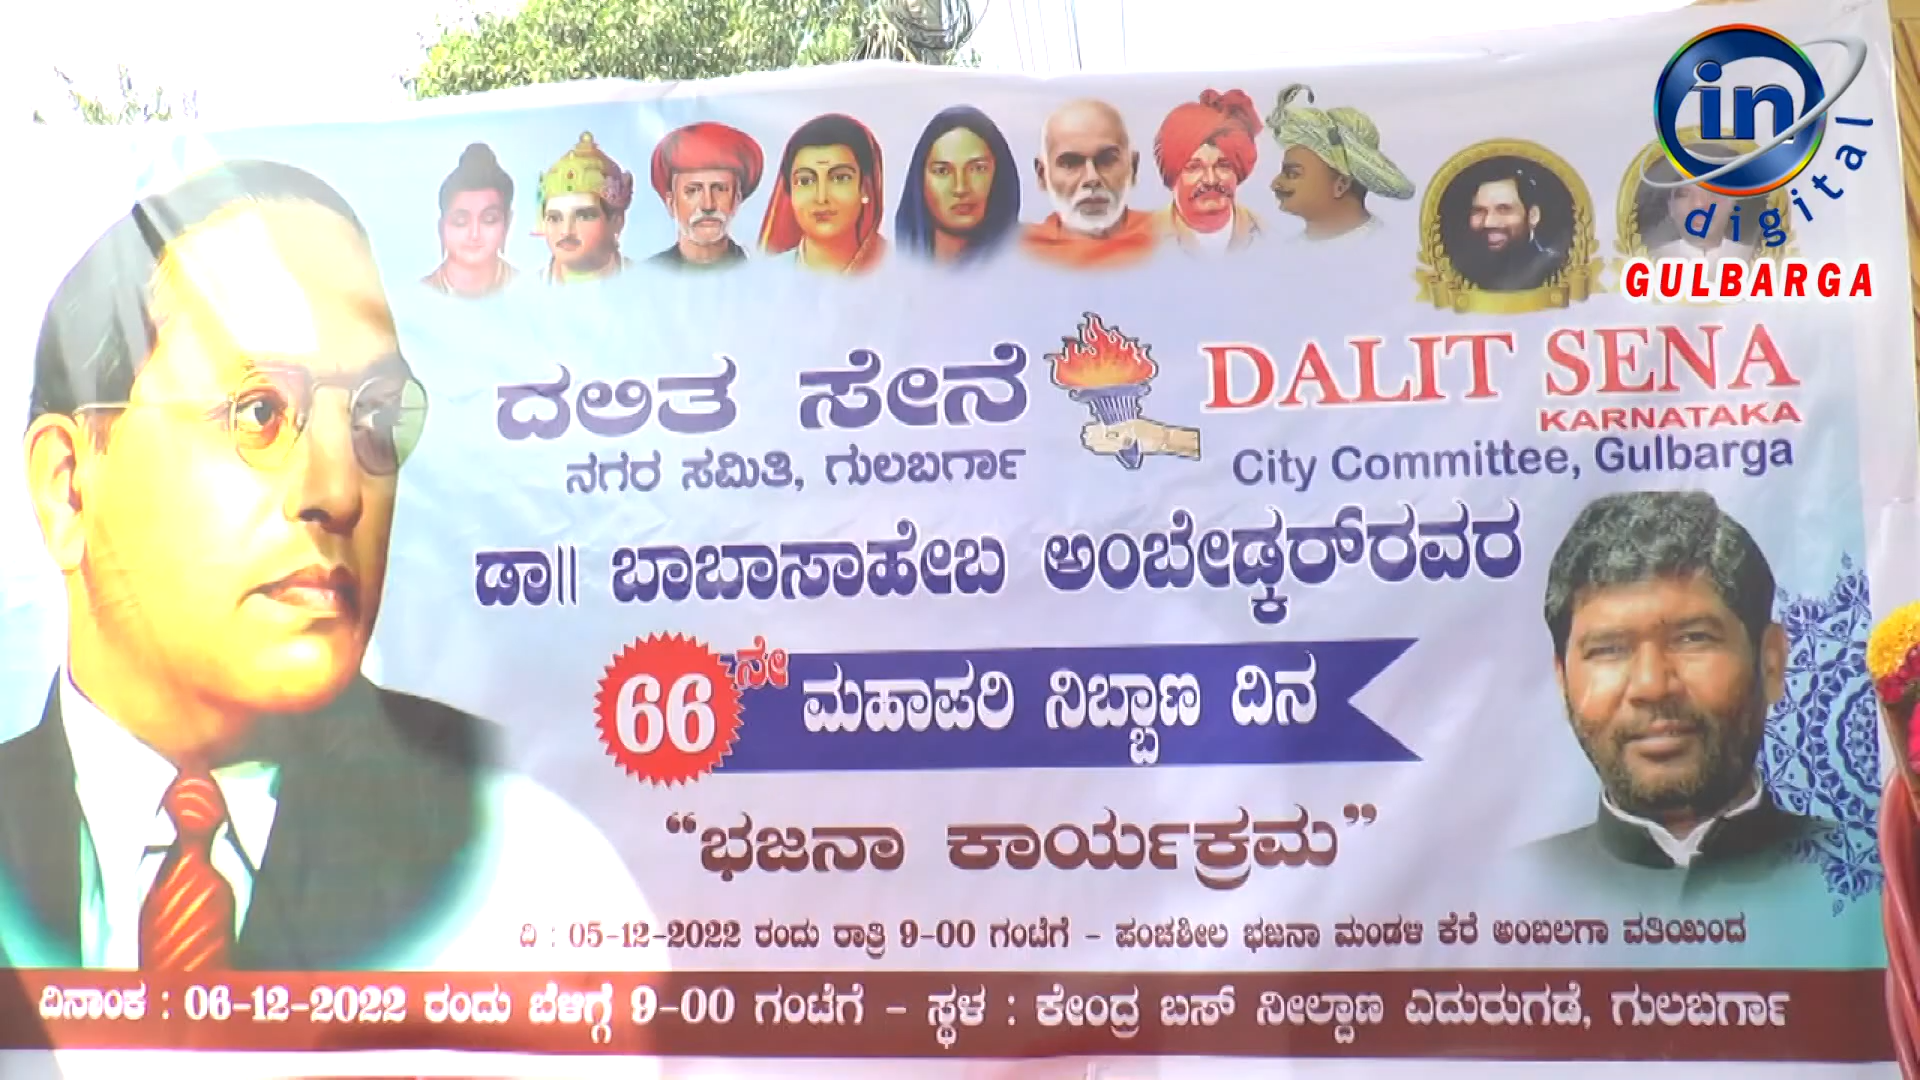 in
digital
GULBARGA
ದಲಿತ ಸೇನೆ
ನಗರ ಸಮಿತಿ, ಗುಲಬರ್ಗಾ
DALIT SENA
KARNATAKA
City Committee, Gulbarga
ಡಾ|| ಬಾಬಾಸಾಹೇಬ ಅಂಬೇಡ್ಕರ್‌ರವರ
66ನೇ ಮಹಾಪರಿ ನಿಬ್ಬಾಣ ದಿನ
“ಭಜನಾ ಕಾರ್ಯಕ್ರಮ”
ದಿ : 05-12-2022 ರಂದು ರಾತ್ರಿ 9-00 ಗಂಟೆಗೆ - ಪಂಚಶೀಲ ಭಜನಾ ಮಂಡಳಿ ಕೆರೆ ಅಂಬಲಗಾ ವತಿಯಿಂದ
ದಿನಾಂಕ : 06-12-2022 ರಂದು ಬೆಳಿಗ್ಗೆ 9-00 ಗಂಟೆಗೆ - ಸ್ಥಳ : ಕೇಂದ್ರ ಬಸ್ ನೀಲ್ದಾಣ ಎದುರುಗಡೆ, ಗುಲಬರ್ಗಾ